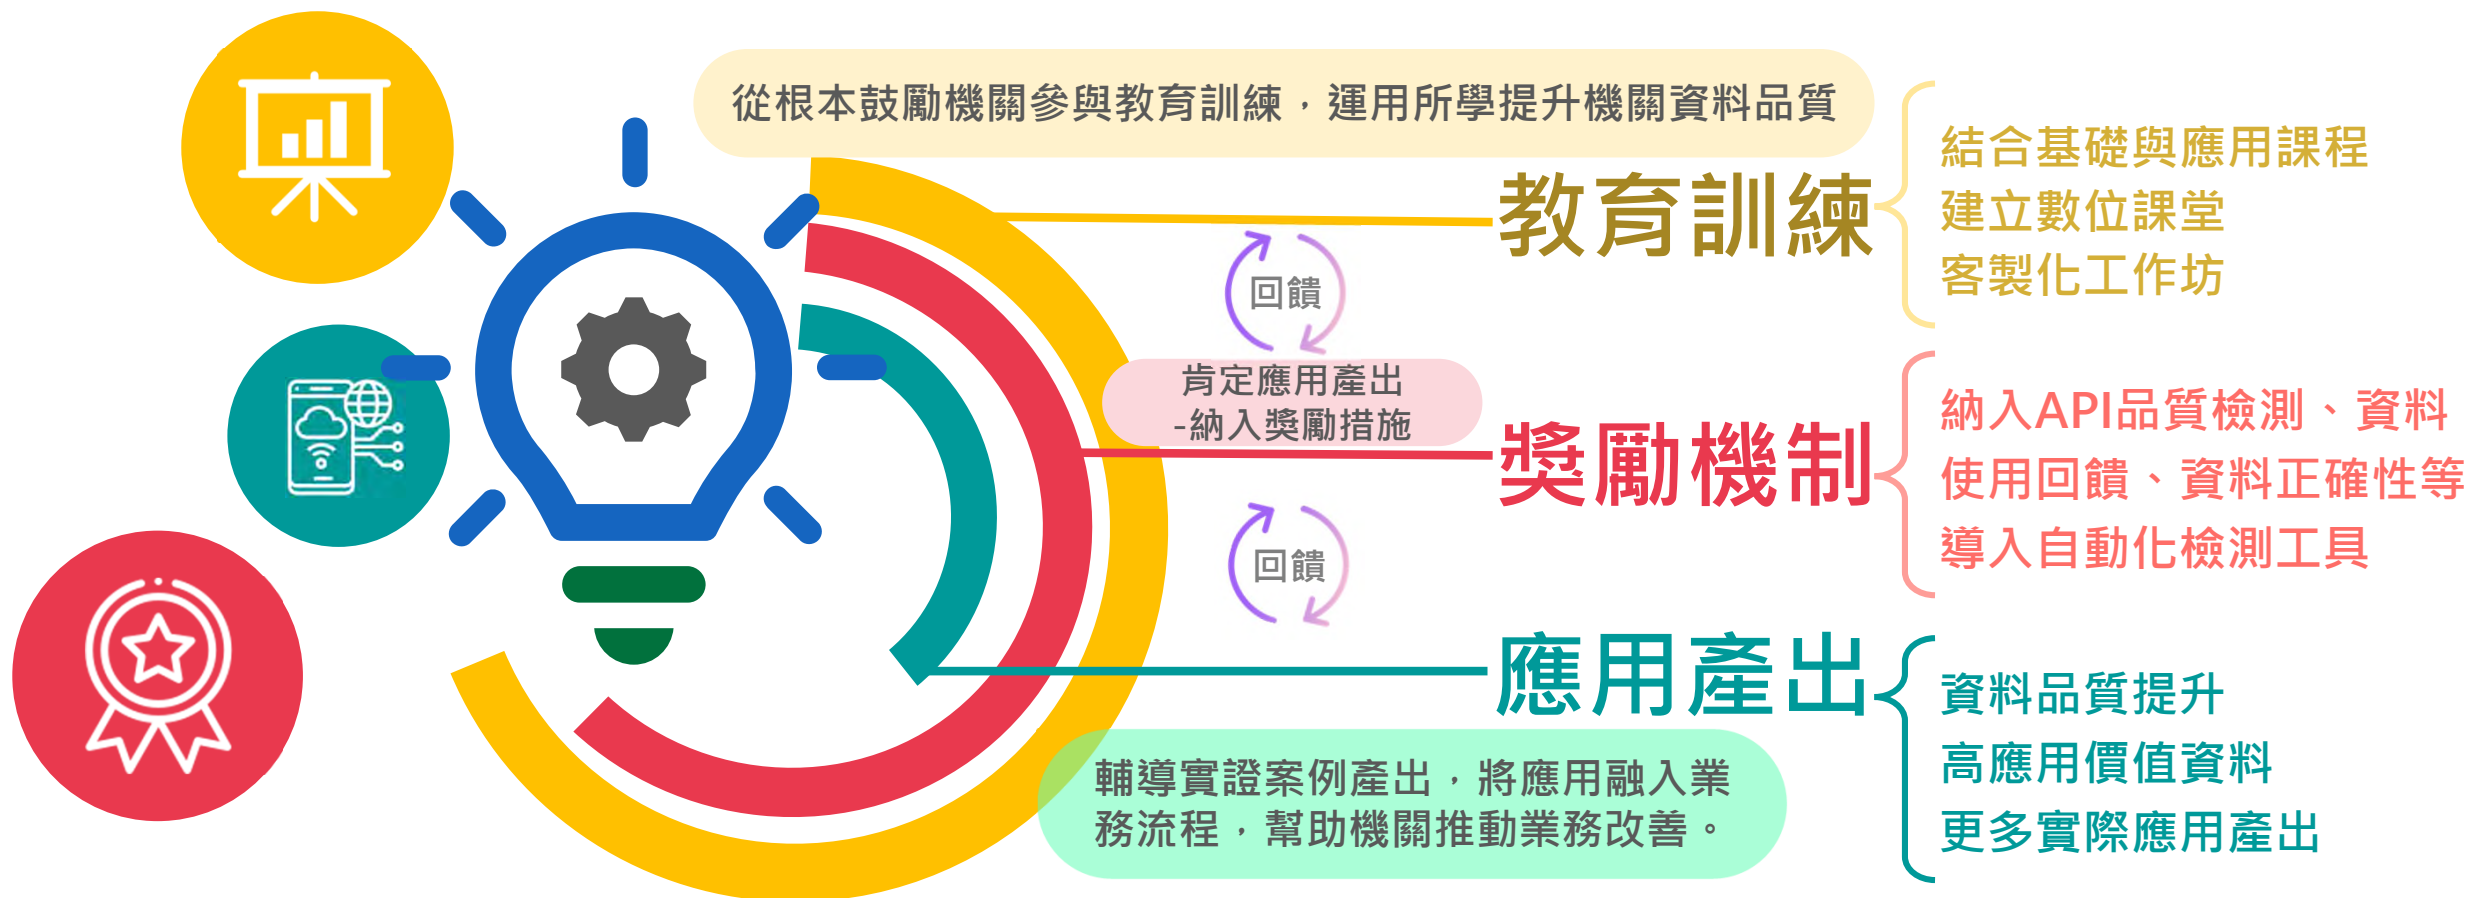 從根本鼓勵機關參與教育訓練，運用所學提升機關資料品質
教育訓練
結合基礎與應用課程
建立數位課堂
客製化工作坊
回饋
肯定應用產出
-納入獎勵措施
獎勵機制
納入API品質檢測、資料
使用回饋、資料正確性等
導入自動化檢測工具
回饋
應用產出
資料品質提升
高應用價值資料
更多實際應用產出
輔導實證案例產出，將應用融入業
務流程，幫助機關推動業務改善。